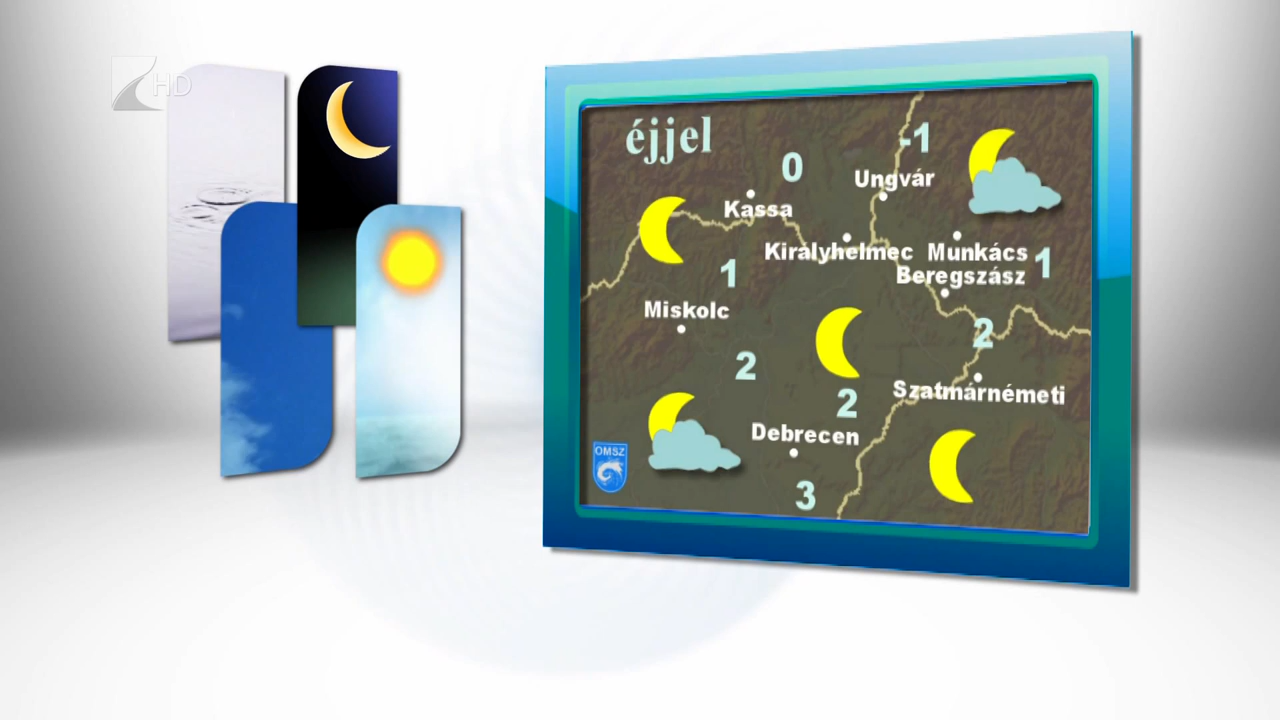 HD
éjjel
-1
0
Ungvár
Kassa
Királyhelmec
Munkács
1
Beregszász
1
Miskolc
2
2
Szatmárnémeti
2
Debrecen
OMSZ
3